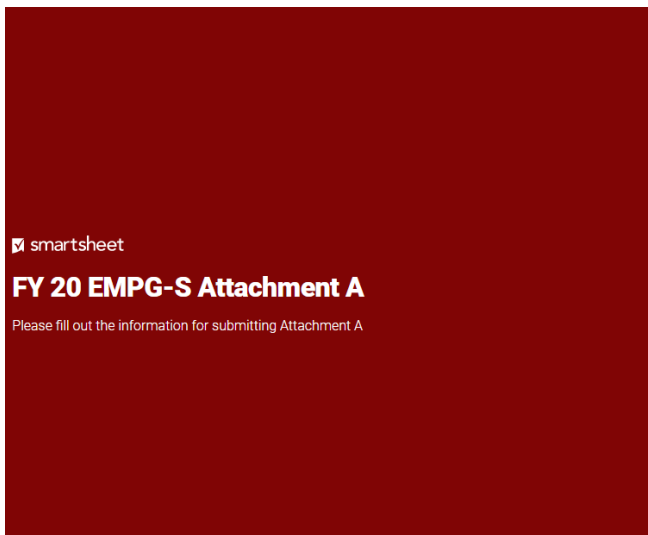 smartsheet
FY 20 EMPG-S Attachment A
Please fill out the information for submitting Attachment A